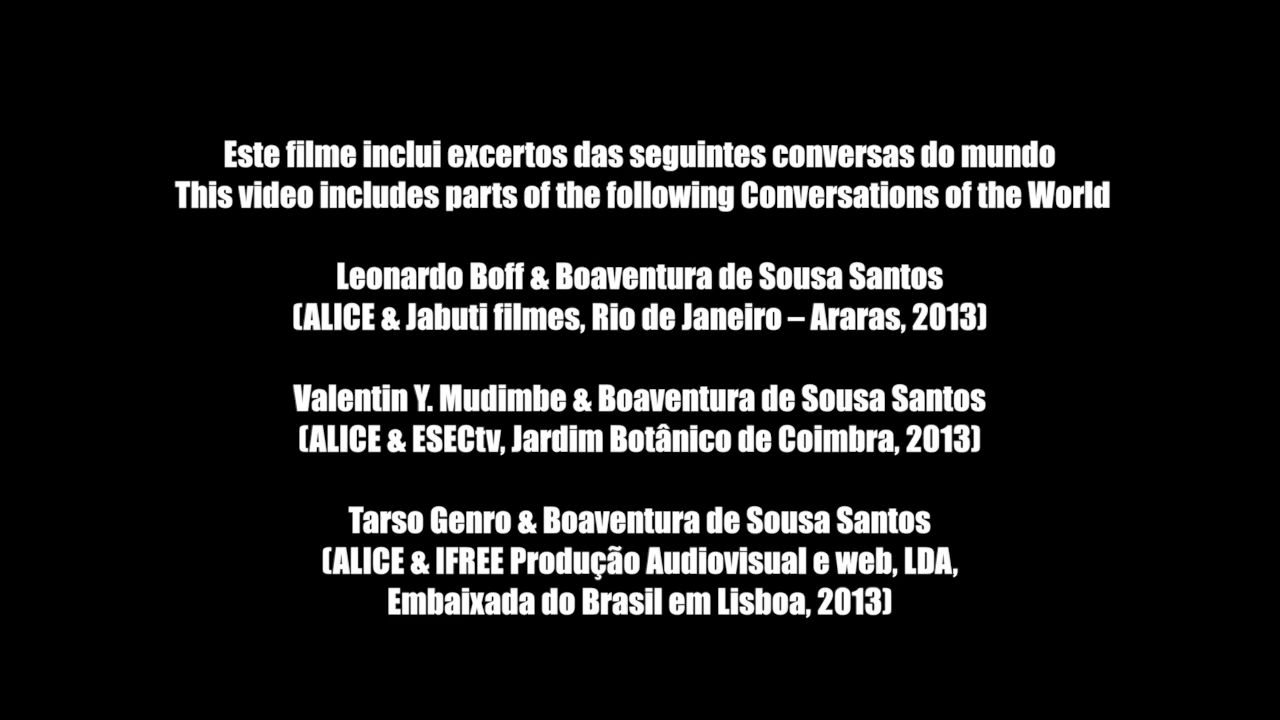 Este filme inclui excertos das seguintes conversas do mundo
This video includes parts of the following Conversations of the World
Leonardo Boff & Boaventura de Sousa Santos
(ALICE & Jabuti filmes, Rio de Janeiro – Araras, 2013)
Valentin Y. Mudimbe & Boaventura de Sousa Santos
(ALICE & ESECtv, Jardim Botânico de Coimbra, 2013)
Tarso Genro & Boaventura de Sousa Santos
(ALICE & IFREE Produção Audiovisual e web, LDA,
Embaixada do Brasil em Lisboa, 2013)